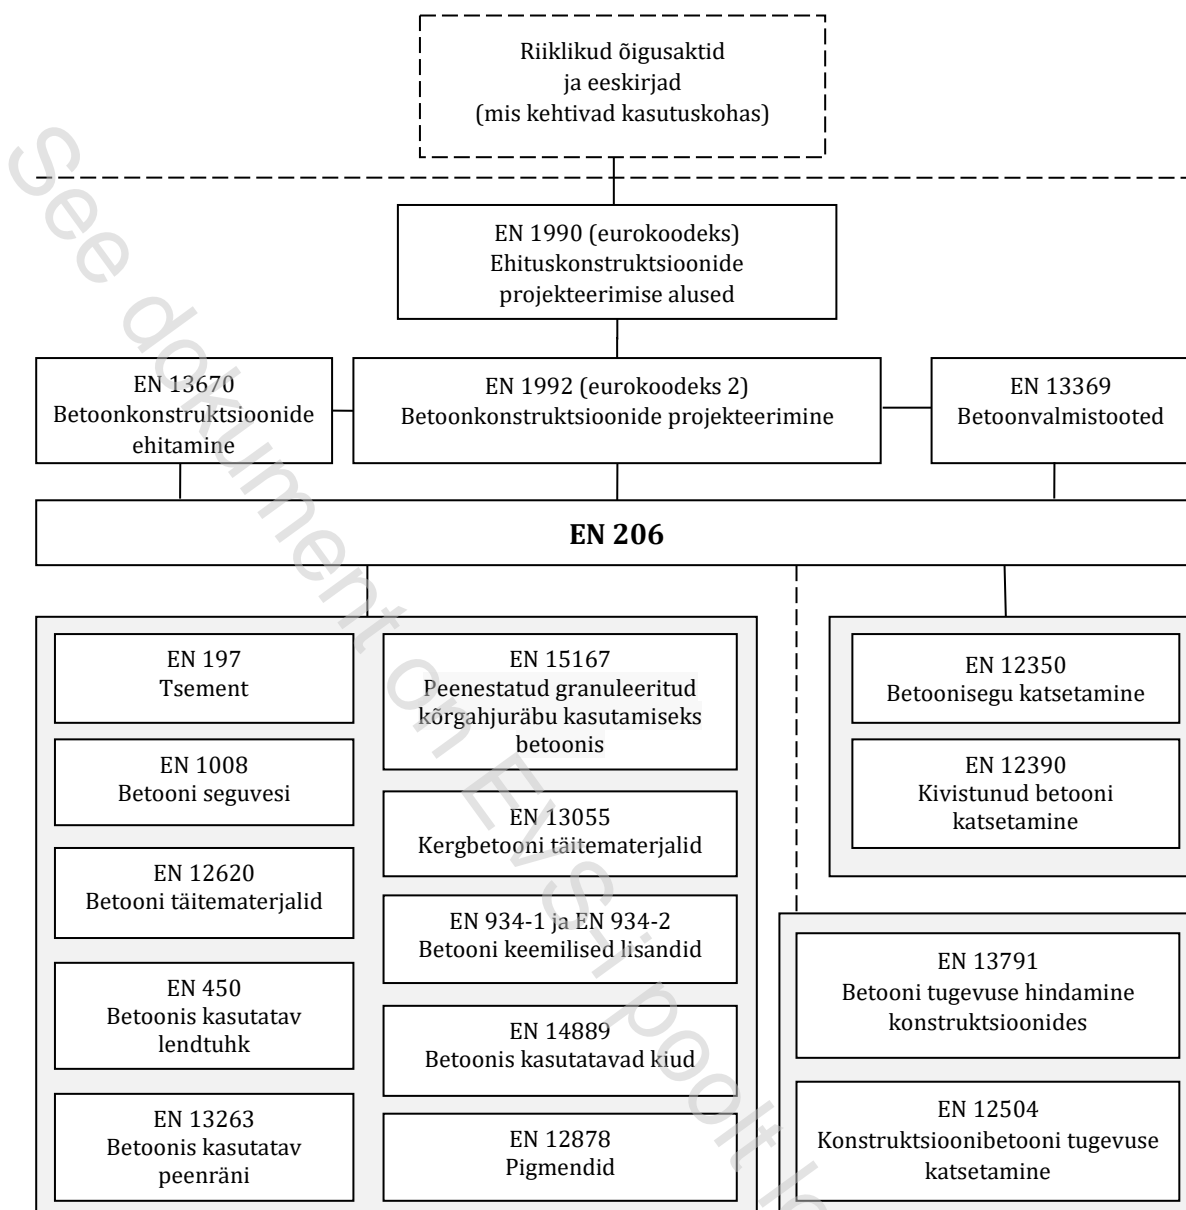 Riiklikud õigusaktid
ja eeskirjad
(mis kehtivad kasutuskohas)
EN 1990 (eurokoodeks)
Ehituskonstruktsioonide
projekteerimise alused
EN 13670
Betoonkonstruktsioonide
ehitamine
EN 1992 (eurokoodeks 2)
Betoonkonstruktsioonide projekteerimine
EN 13369
Betoonvalmistooted
EN 206
EN 197
Tsement
EN 1008
Betooni seguvesi
EN 12620
Betooni täitematerjalid
EN 450
Betoonis kasutatav
lendtuhk
EN 13263
Betoonis kasutatav
peenräni
EN 15167
Peenestatud granuleeritud
kõrgahjuräbu kasutamiseks
betoonis
EN 13055
Kergbetooni täitematerjalid
EN 934-1 ja EN 934-2
Betooni keemilised lisandid
EN 14889
Betoonis kasutatavad kiud
EN 12878
Pigmendid
EN 12350
Betoonisegu katsetamine
EN 12390
Kivistunud betooni
katsetamine
EN 13791
Betooni tugevuse hindamine
konstruktsioonides
EN 12504
Konstruktsioonibetooni tugevuse
katsetamine
See dokument on EVS-i poolt